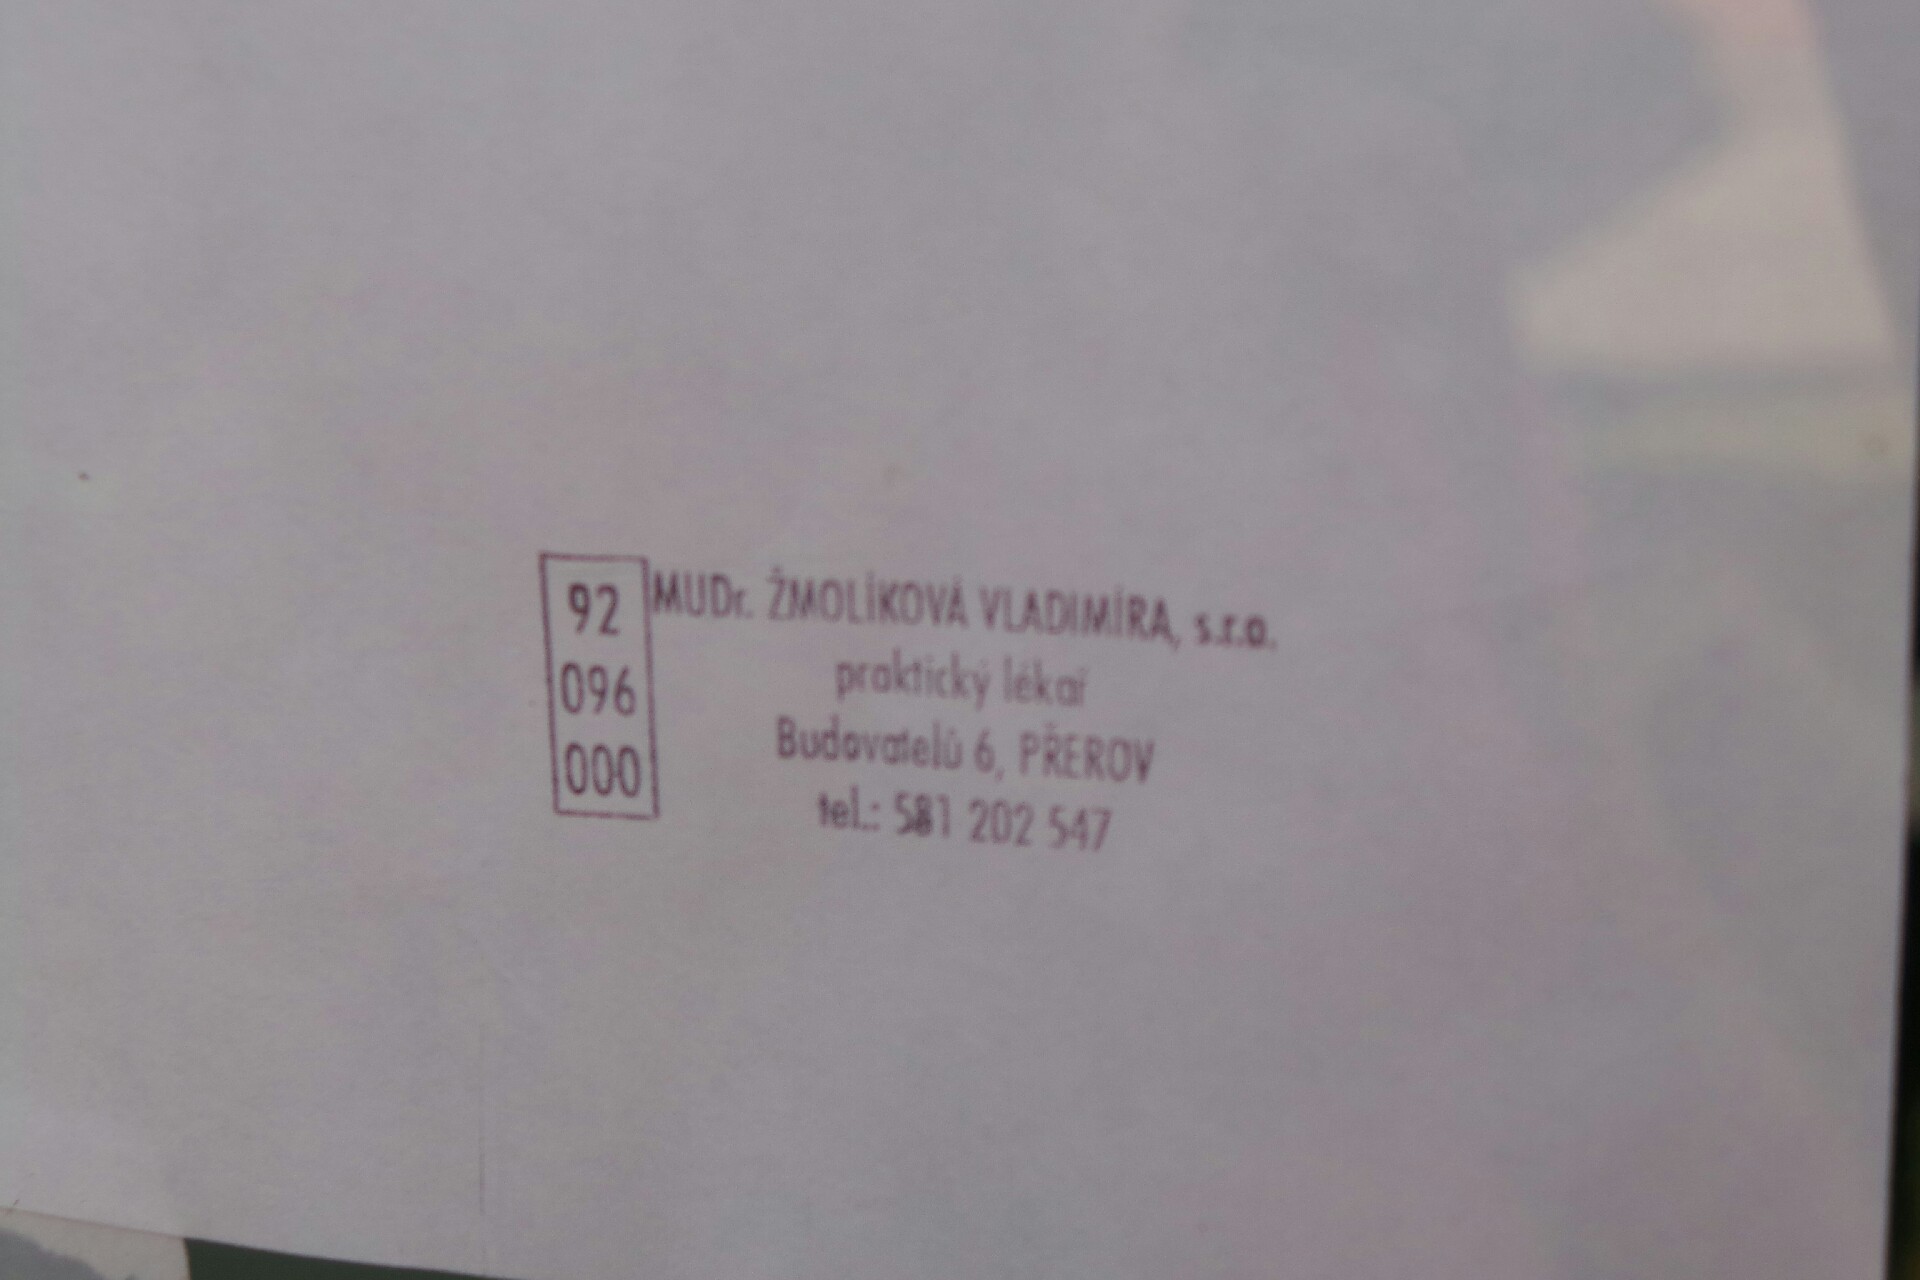 92
096
000
MUDr. ŽMOLÍKOVÁ VLADIMÍRA, s.r.o.
praktický lékař
Budovatelů 6, PŘEROV
tel.: 581 202 547